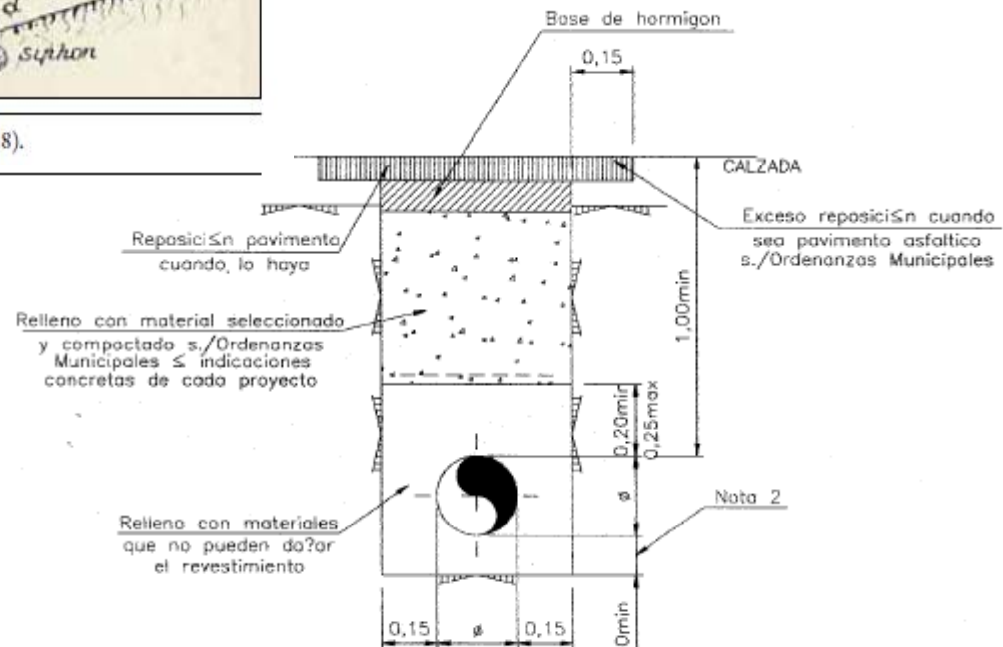 d
syphon
8).
Base de hormigon
0,15
CALZADA
Reposici≤n pavimento
cuando, lo haya
Exceso reposici≤n cuando
sea pavimento asfaltico
s./Ordenanzas Municipales
Relleno con material seleccionado
y compactado s./Ordenanzas
Municipales ≤ indicaciones
concretas de cada proyecto
1,00min
0,20min
0,25max
ø
Nota 2
Relleno con materiales
que no pueden da?ar
el revestimiento
0,15
ø
0,15
0min